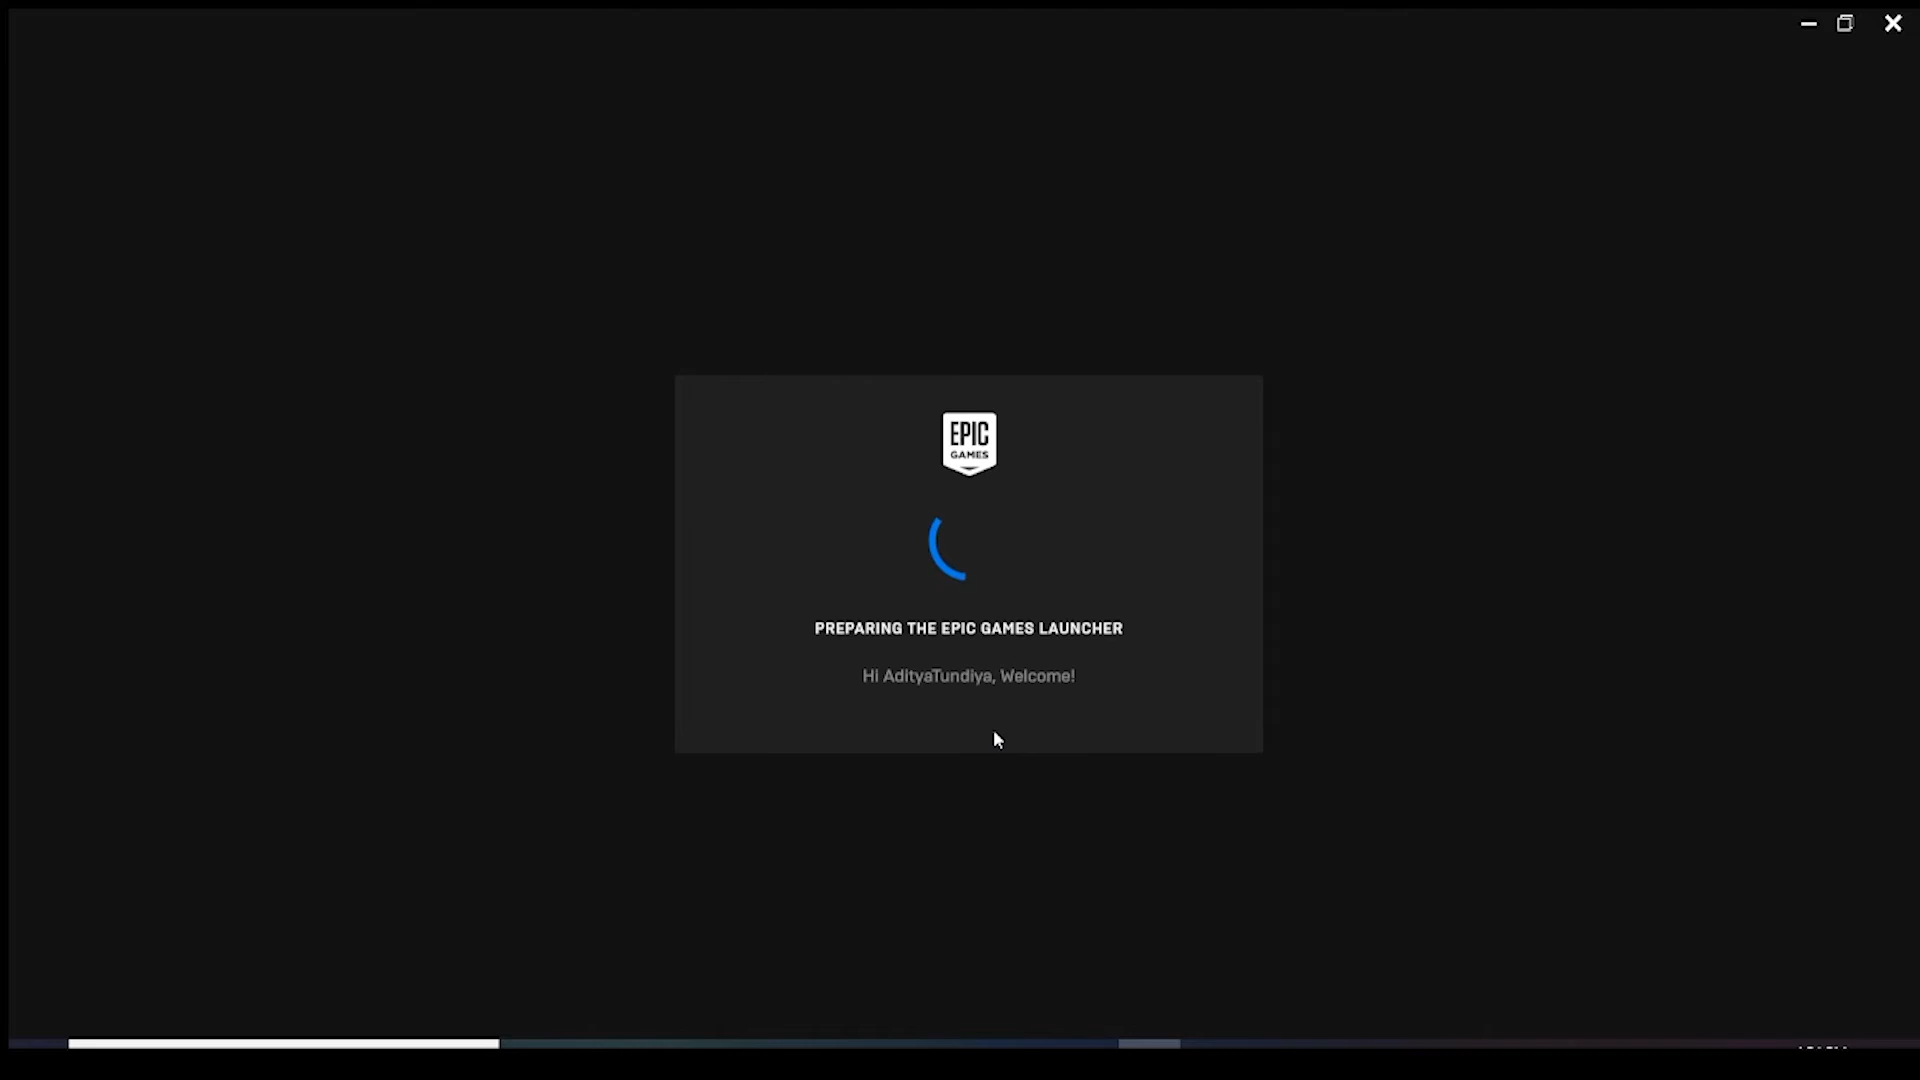 EPIC
GAMES
PREPARING THE EPIC GAMES LAUNCHER
Hi AdityaTundiya, Welcome!